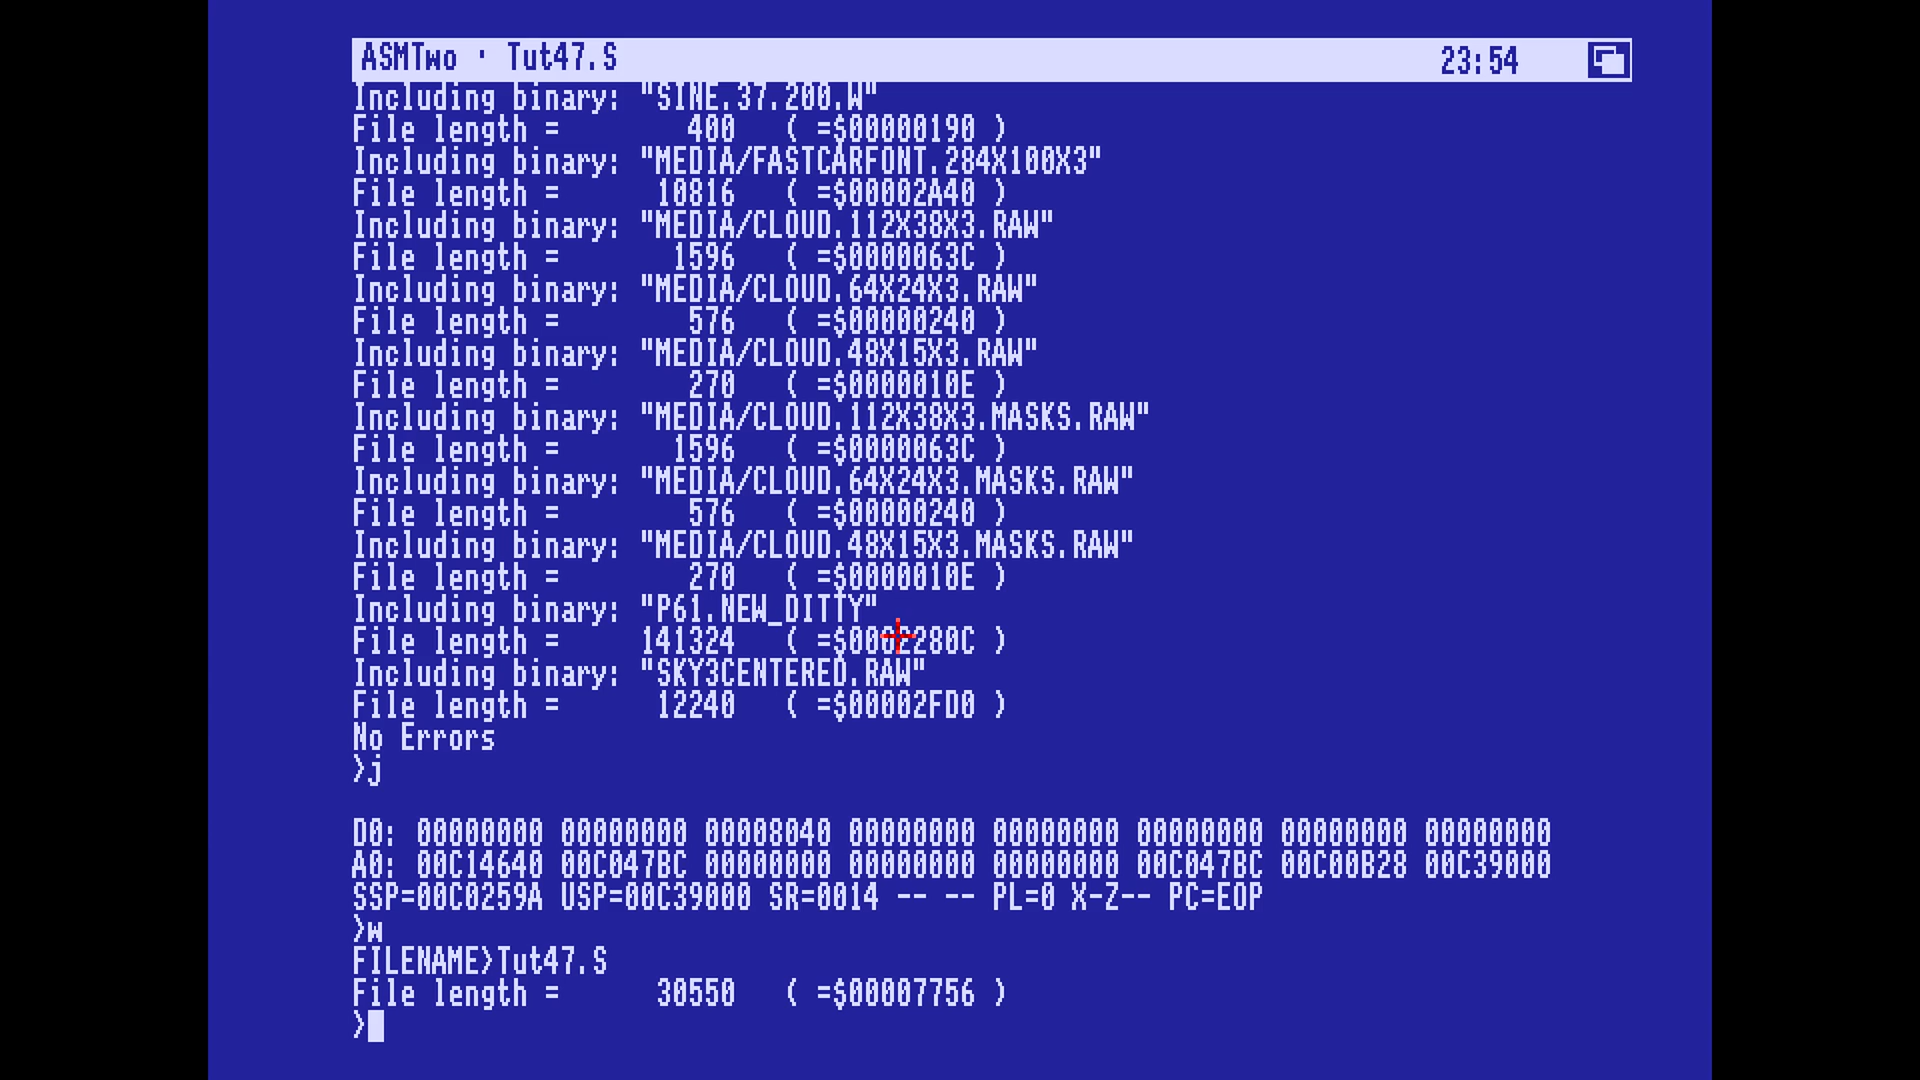 ASMTwo · Tut47.S 23:54
Including binary: "SINE.37.200.W"
File length = 400 ( =$00000190 )
Including binary: "MEDIA/FASTCARFONT.284X100X3"
File length = 10816 ( =$00002A40 )
Including binary: "MEDIA/CLOUD.112X38X3.RAW"
File length = 1596 ( =$0000063C )
Including binary: "MEDIA/CLOUD.64X24X3.RAW"
File length = 576 ( =$00000240 )
Including binary: "MEDIA/CLOUD.48X15X3.RAW"
File length = 270 ( =$0000010E )
Including binary: "MEDIA/CLOUD.112X38X3.MASKS.RAW"
File length = 1596 ( =$0000063C )
Including binary: "MEDIA/CLOUD.64X24X3.MASKS.RAW"
File length = 576 ( =$00000240 )
Including binary: "MEDIA/CLOUD.48X15X3.MASKS.RAW"
File length = 270 ( =$0000010E )
Including binary: "P61.NEW_DITTY"
File length = 141324 ( =$0002280C )
Including binary: "SKY3CENTERED.RAW"
File length = 12240 ( =$00002FD0 )
No Errors
>j
D0: 00000000 00000000 00008040 00000000 00000000 00000000 00000000 00000000
A0: 00C14640 00C047BC 00000000 00000000 00000000 00C047BC 00C00B28 00C39000
SSP=00C0259A USP=00C39000 SR=0014 -- -- PL=0 X-Z-- PC=EOP
>w
FILENAME>Tut47.S
File length = 30550 ( =$00007756 )
>